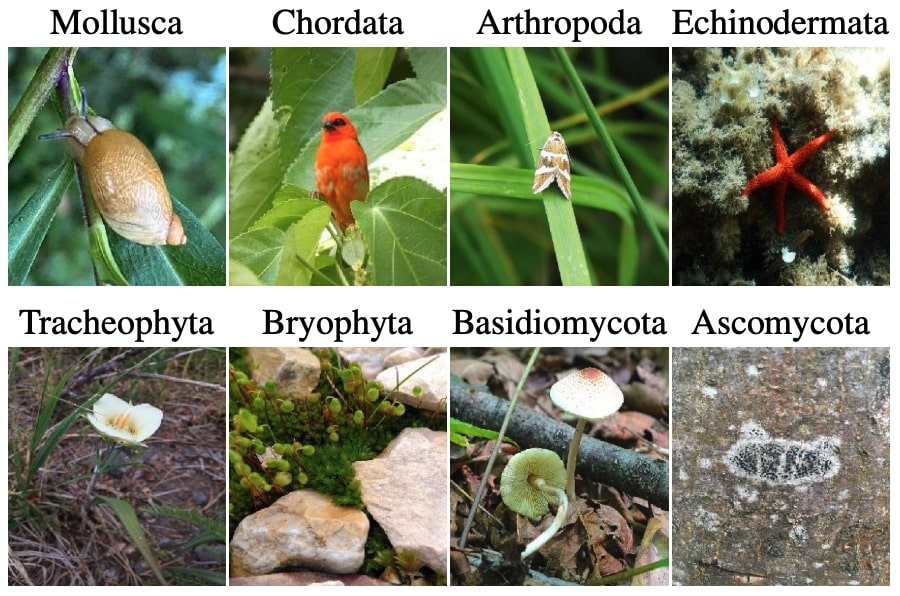 Mollusca Chordata Arthropoda Echinodermata
Tracheophyta Bryophyta Basidiomycota Ascomycota